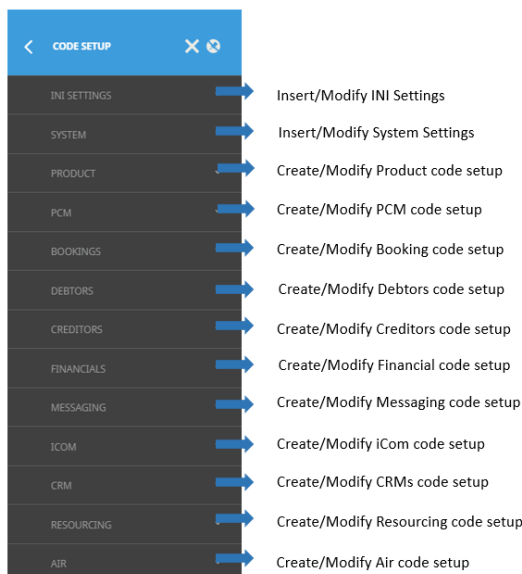 CODE SETUP
INI SETTINGS
Insert/Modify INI Settings
SYSTEM
Insert/Modify System Settings
PRODUCT
Create/Modify Product code setup
PCM
Create/Modify PCM code setup
BOOKINGS
Create/Modify Booking code setup
DEBTORS
Create/Modify Debtors code setup
CREDITORS
Create/Modify Creditors code setup
FINANCIALS
Create/Modify Financial code setup
MESSAGING
Create/Modify Messaging code setup
ICOM
Create/Modify iCom code setup
CRM
Create/Modify CRMs code setup
RESOURCING
Create/Modify Resourcing code setup
AIR
Create/Modify Air code setup